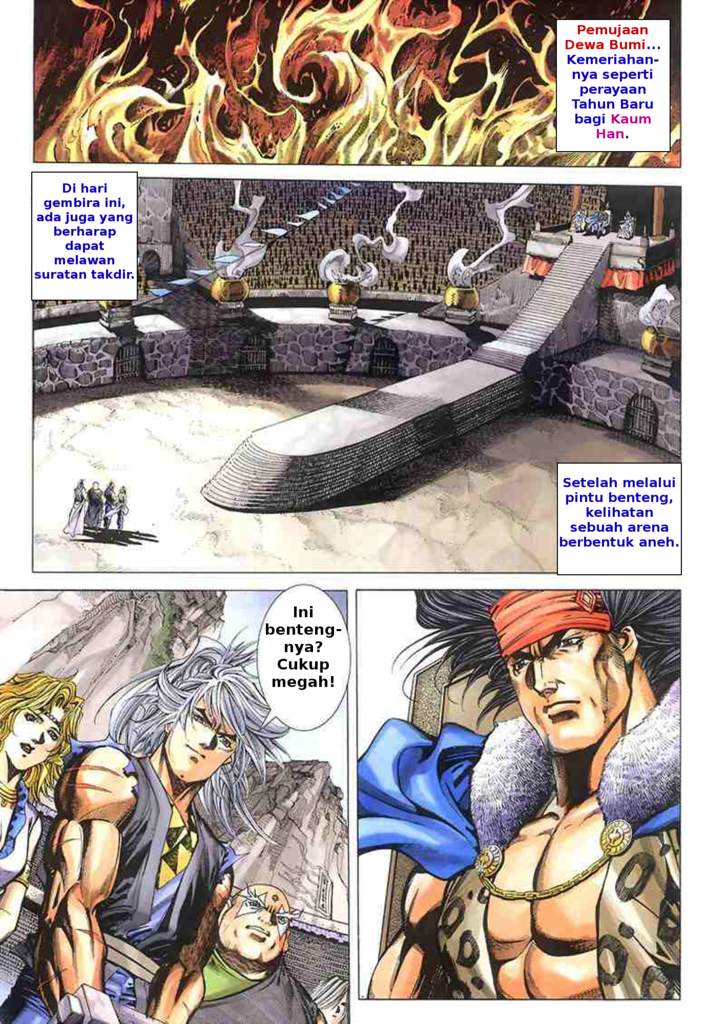 Pemujaan
Dewa Bumi...
Kemeriahan-
nya seperti
perayaan
Tahun Baru
bagi Kaum
Han.
Di hari
gembira ini,
ada juga yang
berharap
dapat
melawan
suratan takdir.
Setelah melalui
pintu benteng,
kelihatan
sebuah arena
berbentuk aneh.
Ini
benteng-
nya?
Cukup
megah!